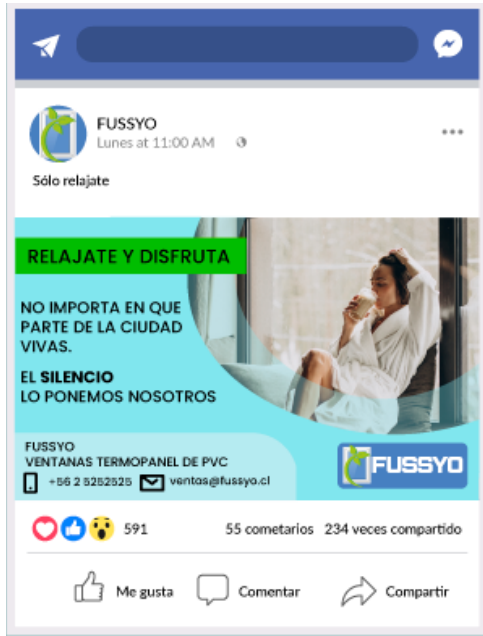 FUSSYO
Lunes at 11:00 AM
Sólo relajate
RELAJATE Y DISFRUTA
NO IMPORTA EN QUE
PARTE DE LA CIUDAD
VIVAS.
EL SILENCIO
LO PONEMOS NOSOTROS
FUSSYO
VENTANAS TERMOPANEL DE PVC
+56 2 5252525 ventas@fussyo.cl
FUSSYO
591 55 cometarios 234 veces compartido
Me gusta Comentar Compartir